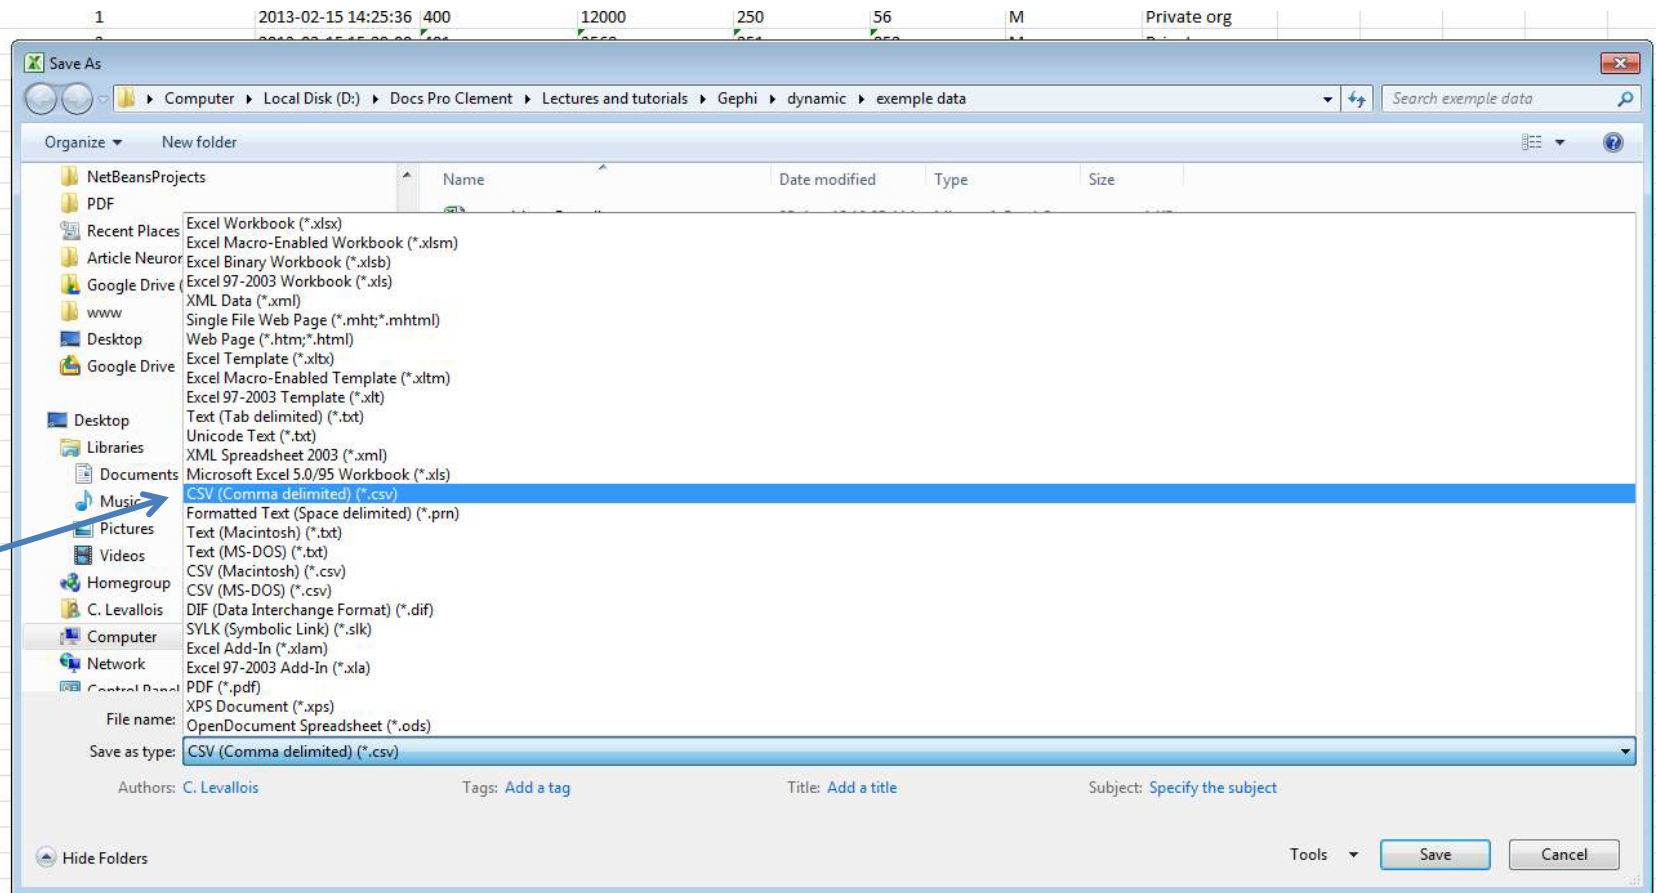 1 2013-02-15 14:25:36 400 12000 250 56 M Private org
Save As
Computer Local Disk (D:) Docs Pro Clement Lectures and tutorials Gephi dynamic exemple data Search exemple data
Organize New folder
NetBeansProjects
Name Date modified Type Size
PDF
Recent Places
Article Neuror
Google Drive (
www
Desktop
Google Drive
Desktop
Libraries
Documents
Music
Pictures
Videos
Homegroup
C. Levallois
Computer
Network
Control Panel
Excel Workbook (*.xlsx)
Excel Macro-Enabled Workbook (*.xlsm)
Excel Binary Workbook (*.xlsb)
Excel 97-2003 Workbook (*.xls)
XML Data (*.xml)
Single File Web Page (*.mht;*.mhtml)
Web Page (*.htm;*.html)
Excel Template (*.xltx)
Excel Macro-Enabled Template (*.xltm)
Excel 97-2003 Template (*.xlt)
Text (Tab delimited) (*.txt)
Unicode Text (*.txt)
XML Spreadsheet 2003 (*.xml)
Microsoft Excel 5.0/95 Workbook (*.xls)
CSV (Comma delimited) (*.csv)
Formatted Text (Space delimited) (*.prn)
Text (Macintosh) (*.txt)
Text (MS-DOS) (*.txt)
CSV (Macintosh) (*.csv)
CSV (MS-DOS) (*.csv)
DIF (Data Interchange Format) (*.dif)
SYLK (Symbolic Link) (*.slk)
Excel Add-In (*.xlam)
Excel 97-2003 Add-In (*.xla)
PDF (*.pdf)
XPS Document (*.xps)
OpenDocument Spreadsheet (*.ods)
File name:
Save as type: CSV (Comma delimited) (*.csv)
Authors: C. Levallois Tags: Add a tag Title: Add a title Subject: Specify the subject
Hide Folders Tools Save Cancel